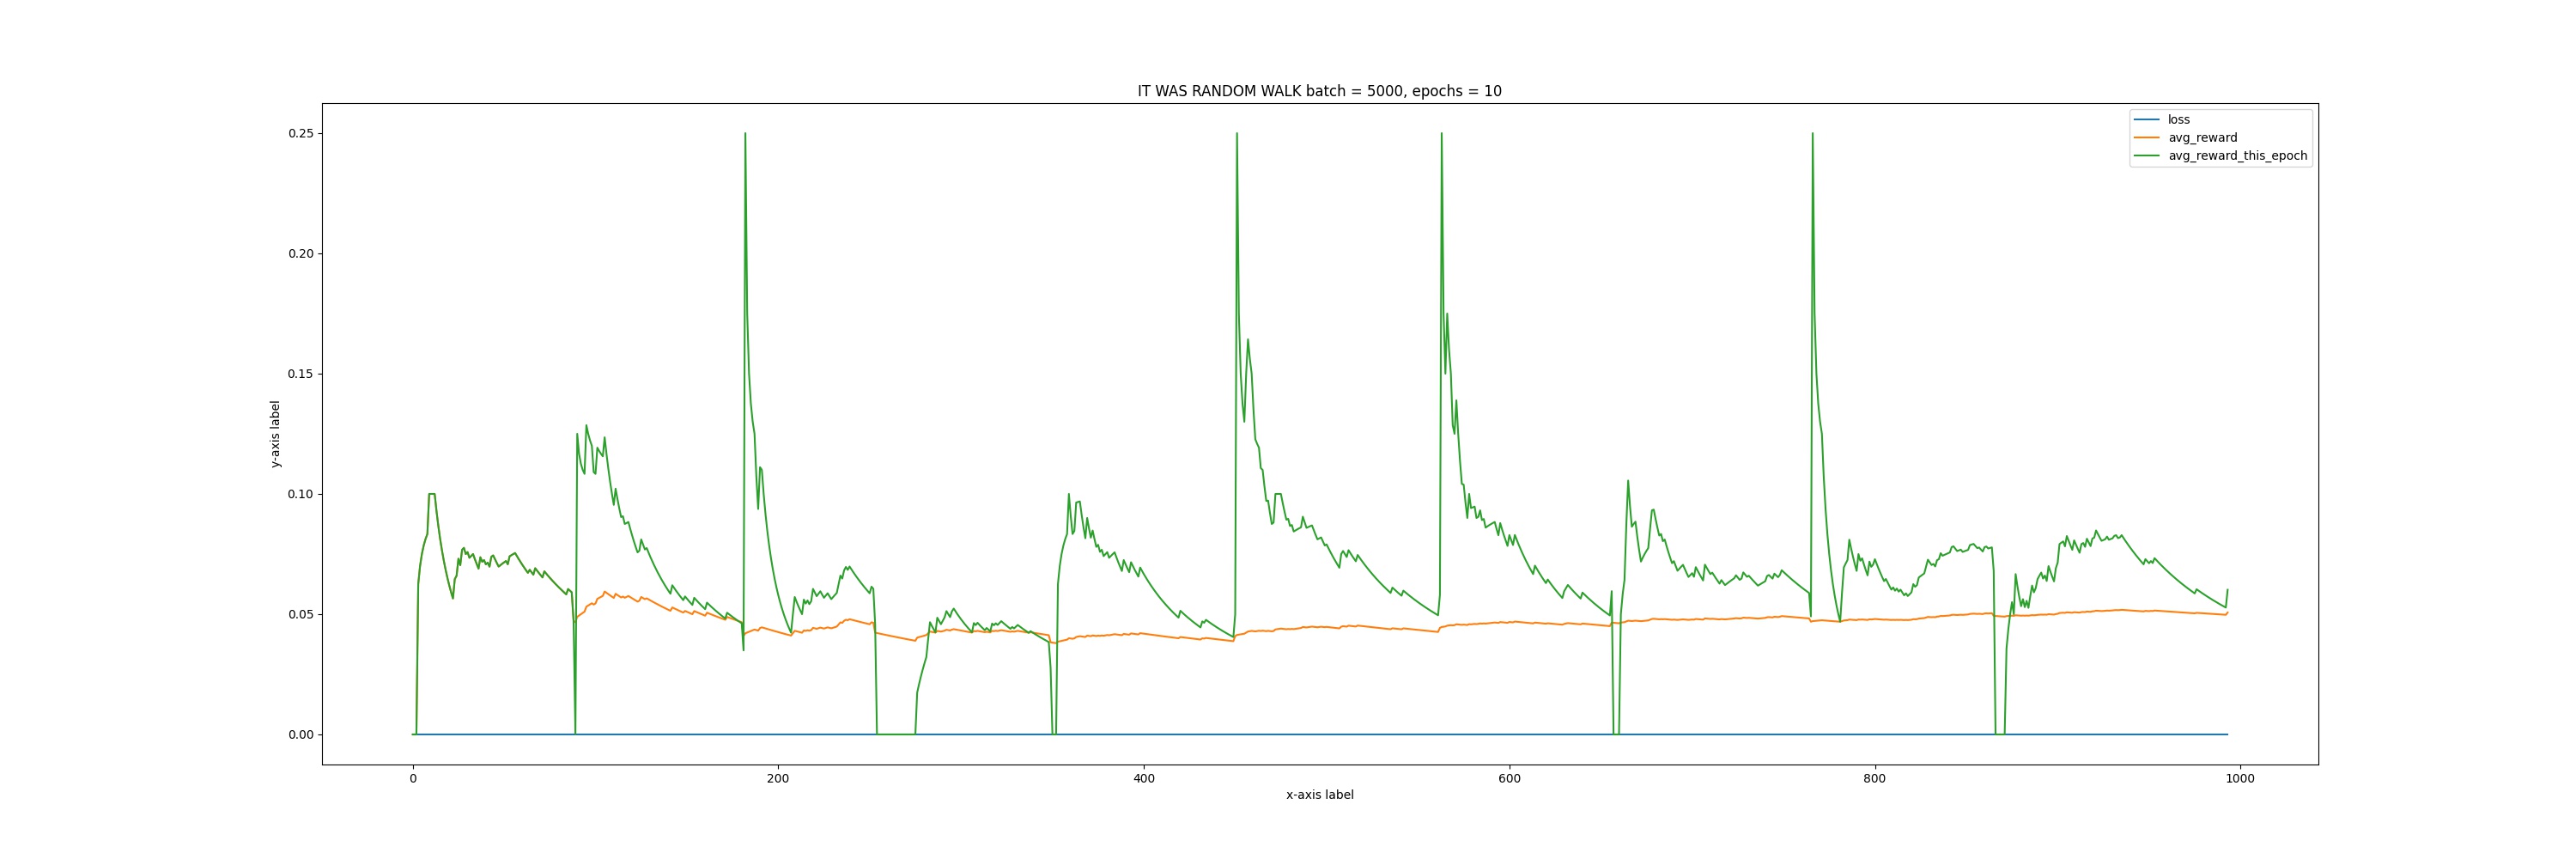 IT WAS RANDOM WALK batch = 5000, epochs = 10
loss
avg_reward
avg_reward_this_epoch
y-axis label
0.25
0.20
0.15
0.10
0.05
0.00
0 200 400 600 800 1000
x-axis label